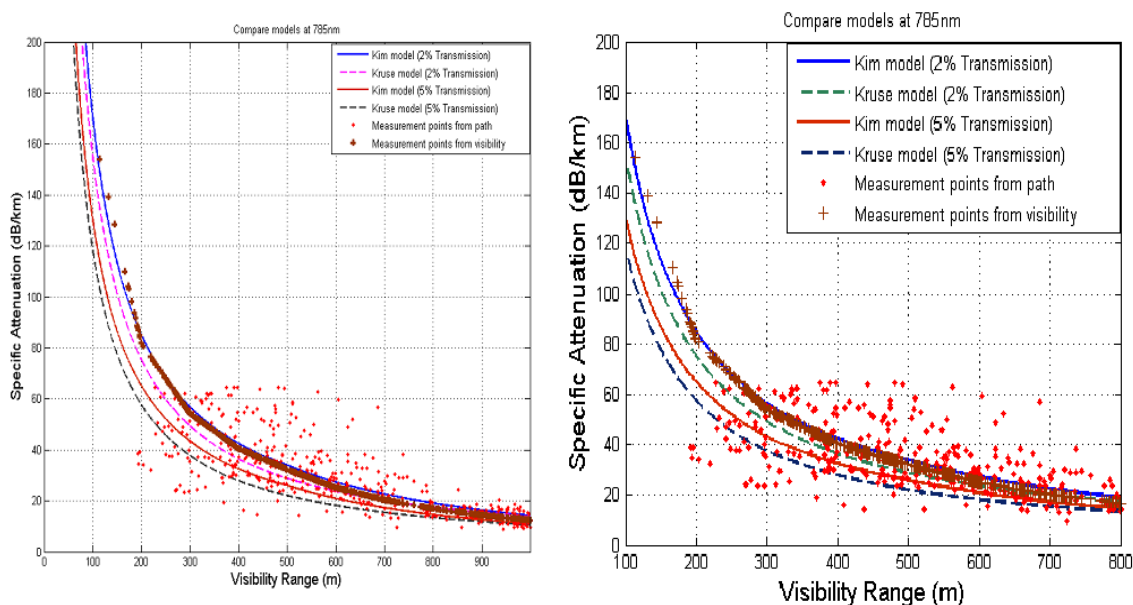 Compare models at 785nm
Kim model (2% Transmission)
Kruse model (2% Transmission)
Kim model (5% Transmission)
Kruse model (5% Transmission)
Measurement points from path
Measurement points from visibility
Specific Attenuation (dB/km)
200
180
160
140
120
100
80
60
40
20
0
0 100 200 300 400 500 600 700 800 900
Visibility Range (m)
Compare models at 785nm
Kim model (2% Transmission)
Kruse model (2% Transmission)
Kim model (5% Transmission)
Kruse model (5% Transmission)
Measurement points from path
Measurement points from visibility
Specific Attenuation (dB/km)
200
180
160
140
120
100
80
60
40
20
0
100 200 300 400 500 600 700 800
Visibility Range (m)